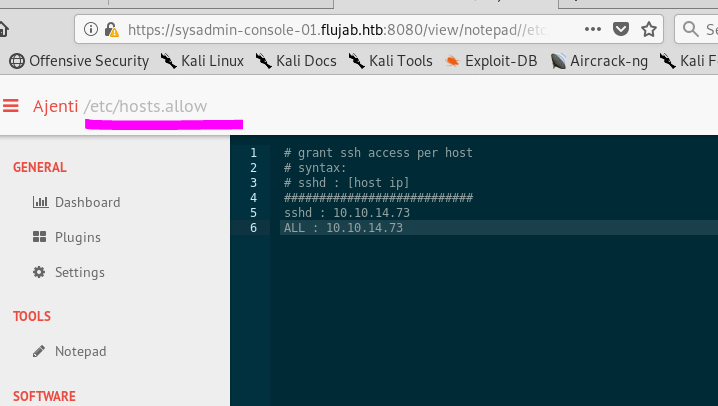 https://sysadmin-console-01.flujab.htb:8080/view/notepad//etc
Offensive Security Kali Linux Kali Docs Kali Tools Exploit-DB Aircrack-ng Kali F
Ajenti /etc/hosts.allow
GENERAL
Dashboard
Plugins
Settings
TOOLS
Notepad
SOFTWARE
1 # grant ssh access per host
2 # syntax:
3 # sshd : [host ip]
4 ###########################
5 sshd : 10.10.14.73
6 ALL : 10.10.14.73